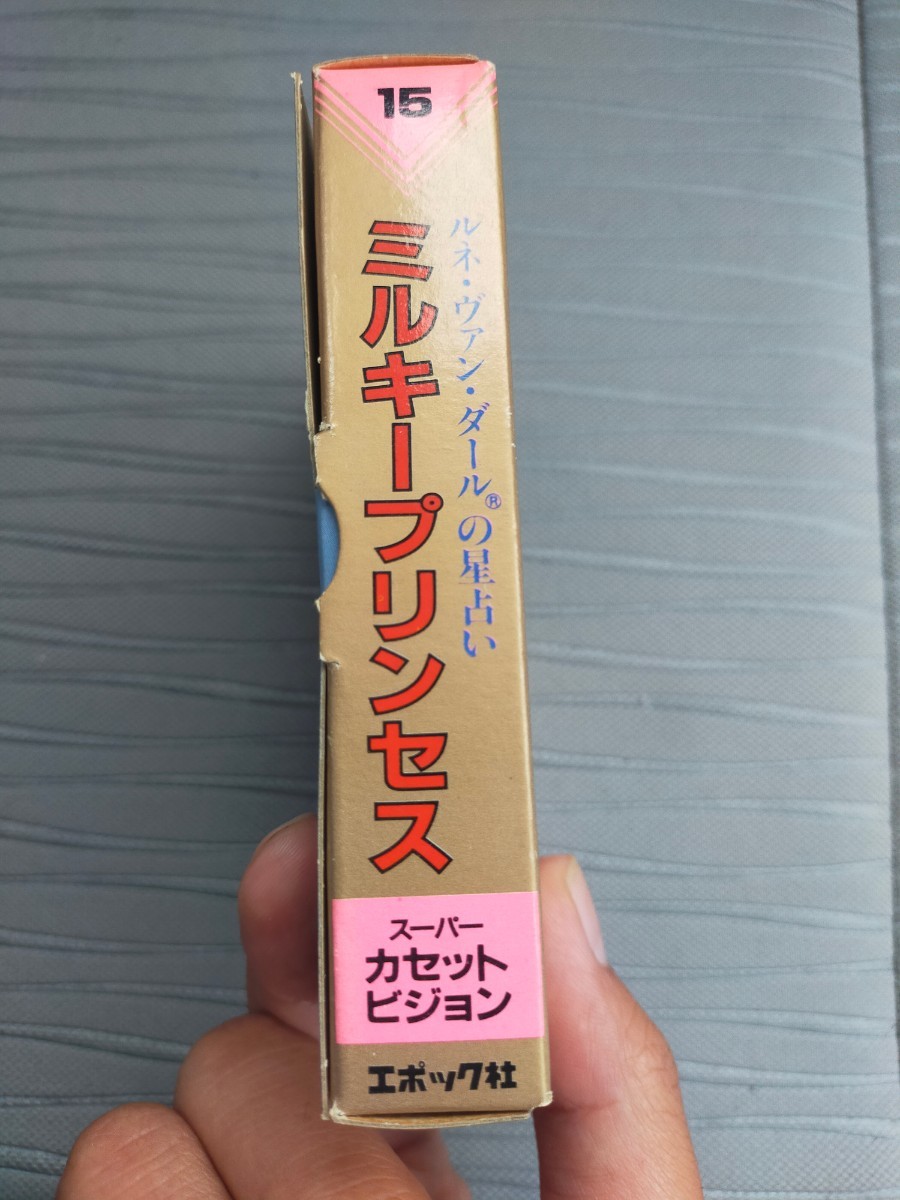 15
ルネ・ヴァン・ダール®の星占い
ミルキープリンセス
スーパー
カセット
ビジョン
エポック社